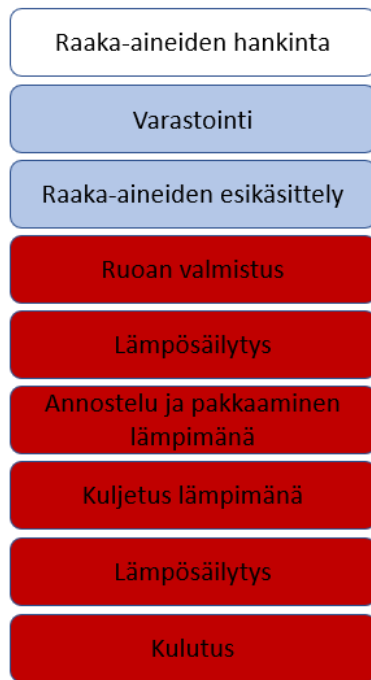 Raaka-aineiden hankinta
Varastointi
Raaka-aineiden esikäsittely
Ruoan valmistus
Lämpösäilytys
Annostelu ja pakkaaminen
lämpimänä
Kuljetus lämpimänä
Lämpösäilytys
Kulutus